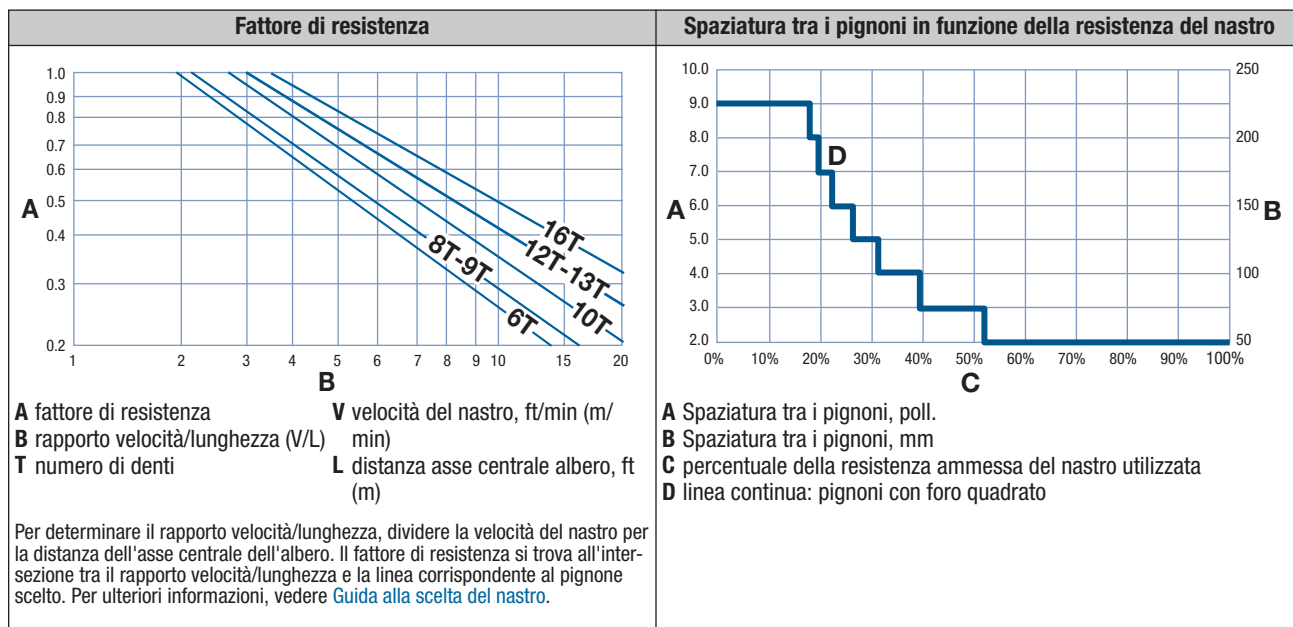 Fattore di resistenza
Spaziatura tra i pignoni in funzione della resistenza del nastro
1.0
0.9
0.8
0.7
0.6
0.5
0.4
0.3
0.2
A
1 2 3 4 5 6 7 8 9 10 15 20
B
16T
12T-13T
10T
8T-9T
6T
A fattore di resistenza
B rapporto velocità/lunghezza (V/L)
T numero di denti
V velocità del nastro, ft/min (m/
min)
L distanza asse centrale albero, ft
(m)
Per determinare il rapporto velocità/lunghezza, dividere la velocità del nastro per
la distanza dell'asse centrale dell'albero. Il fattore di resistenza si trova all'inter-
sezione tra il rapporto velocità/lunghezza e la linea corrispondente al pignone
scelto. Per ulteriori informazioni, vedere Guida alla scelta del nastro.
10.0
9.0
8.0
7.0
6.0
5.0
4.0
3.0
2.0
A
D
250
200
150
100
50
B
0% 10% 20% 30% 40% 50% 60% 70% 80% 90% 100%
C
A Spaziatura tra i pignoni, poll.
B Spaziatura tra i pignoni, mm
C percentuale della resistenza ammessa del nastro utilizzata
D linea continua: pignoni con foro quadrato